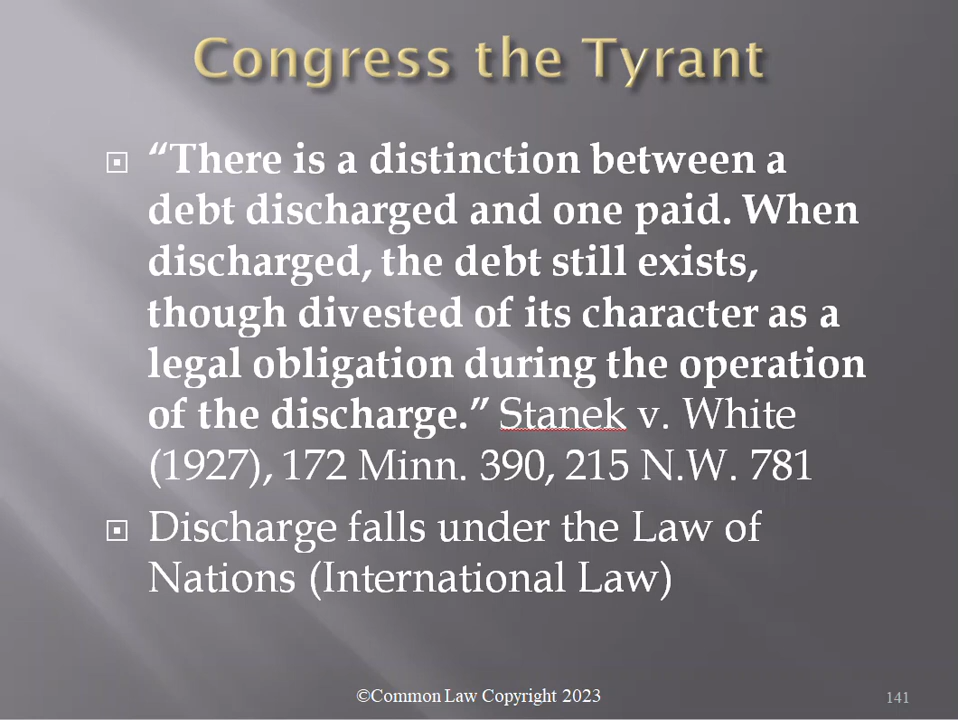 Congress the Tyrant
“There is a distinction between a
debt discharged and one paid. When
discharged, the debt still exists,
though divested of its character as a
legal obligation during the operation
of the discharge.” Stanek v. White
(1927), 172 Minn. 390, 215 N.W. 781
Discharge falls under the Law of
Nations (International Law)
©Common Law Copyright 2023
141